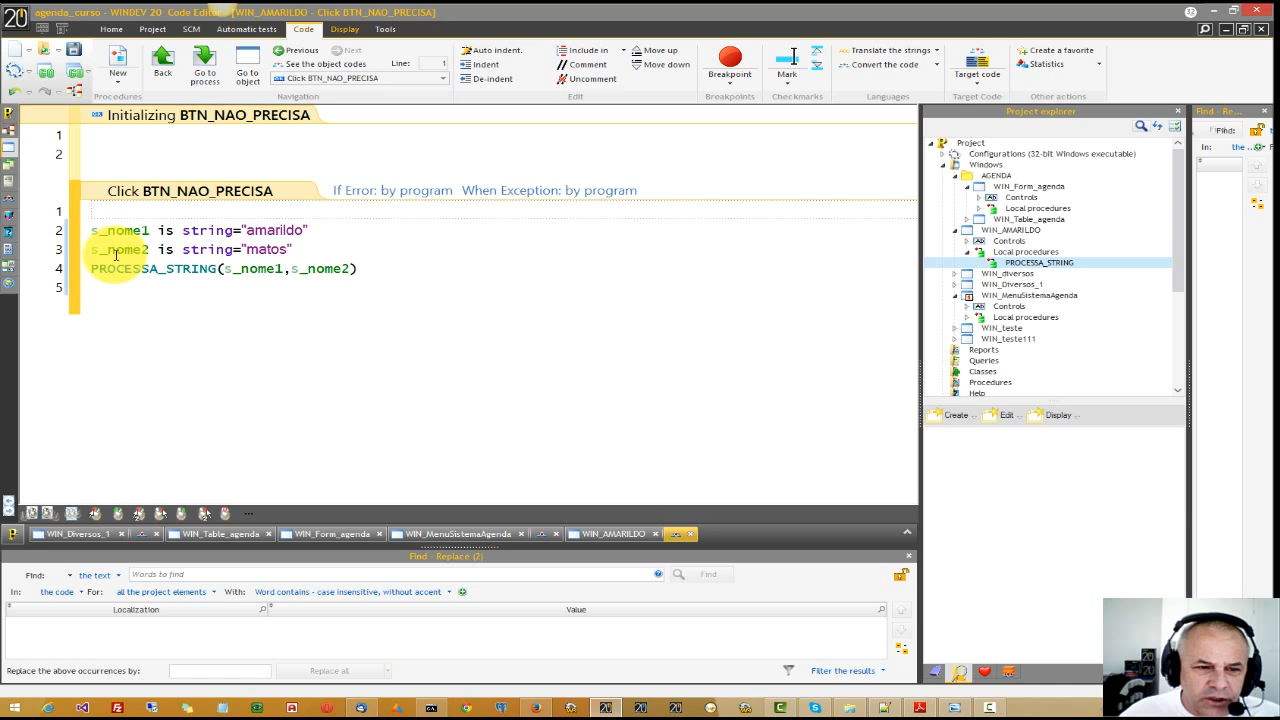 20
agenda_curso - WINDEV 20 Code Editor - [WIN_AMARILDO - Click BTN_NAO_PRECISA]
32
Home Project SCM Automatic tests Code Display Tools
New
Procedures
Back
Go to process
Go to object
Previous Next
See the object codes
Line: 1
Click BTN_NAO_PRECISA
Navigation
Auto indent.
Indent
De-indent
Include in
Comment
Uncomment
Move up
Move down
Edit
Breakpoint
Breakpoints
Mark
Checkmarks
Translate the strings
Convert the code
Languages
Target code
Target Code
Create a favorite
Statistics
Other actions
Initializing BTN_NAO_PRECISA
1
2
Click BTN_NAO_PRECISA If Error: by program When Exception: by program
1
2 s_nome1 is string="amarildo"
3 s_nome2 is string="matos"
4 PROCESSA_STRING(s_nome1,s_nome2)
5
Project explorer
Project
Configurations (32-bit Windows executable)
Windows
AGENDA
WIN_Form_agenda
Controls
Local procedures
WIN_Table_agenda
WIN_AMARILDO
Controls
Local procedures
PROCESSA_STRING
WIN_diversos
WIN_Diversos_1
WIN_MenuSistemaAgenda
Controls
Local procedures
WIN_teste
WIN_teste111
Reports
Queries
Classes
Procedures
Help
Create ... Edit ... Display ...
Find - Re...
Find:
In: the ...
...
WIN_Diversos_1 WIN_Table_agenda WIN_Form_agenda WIN_MenuSistemaAgenda WIN_AMARILDO
Find - Replace (2)
Find: the text Words to find Find
In: the code For: all the project elements With: Word contains - case insensitive, without accent
Localization Value
Replace the above occurrences by: Replace all Filter the results